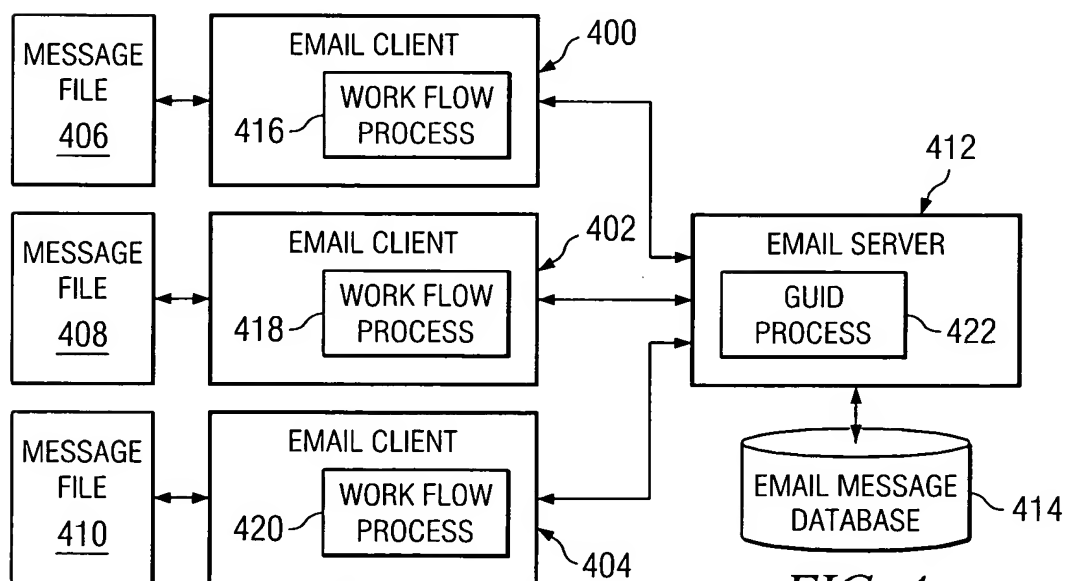 MESSAGE
FILE
406
EMAIL CLIENT
WORK FLOW
PROCESS
416
400
MESSAGE
FILE
408
EMAIL CLIENT
WORK FLOW
PROCESS
418
402
MESSAGE
FILE
410
EMAIL CLIENT
WORK FLOW
PROCESS
420
404
412
EMAIL SERVER
GUID
PROCESS
422
EMAIL MESSAGE
DATABASE
414